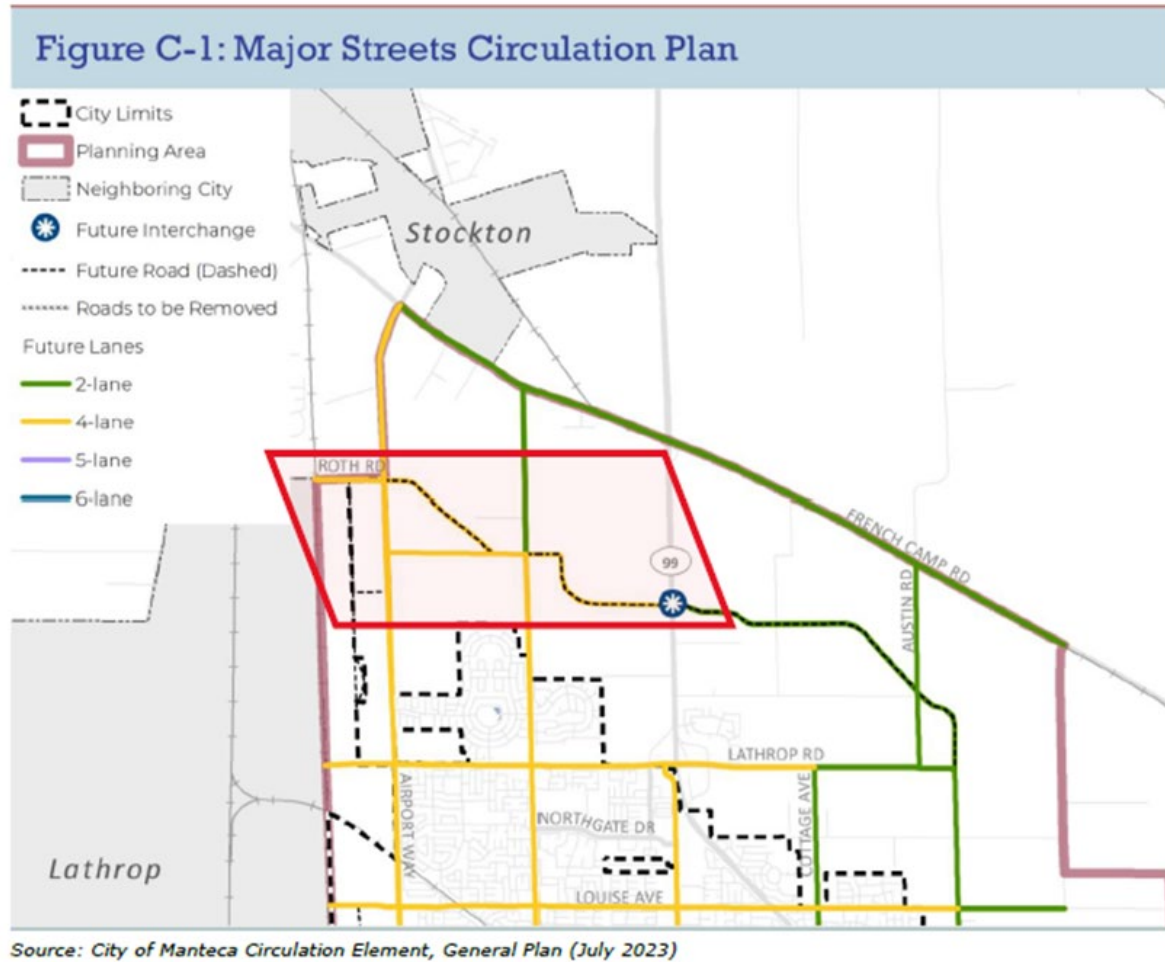 Figure C-1: Major Streets Circulation Plan
City Limits
Planning Area
Neighboring City
Future Interchange
Future Road (Dashed)
Roads to be Removed
Future Lanes
2-lane
4-lane
5-lane
6-lane
Stockton
ROTH RD
99
FRENCH CAMP RD
AUSTIN RD
LATHROP RD
AIRPORT WAY
COTTAGE AVE
NORTHGATE DR
Lathrop
LOUISE AVE
Source: City of Manteca Circulation Element, General Plan (July 2023)